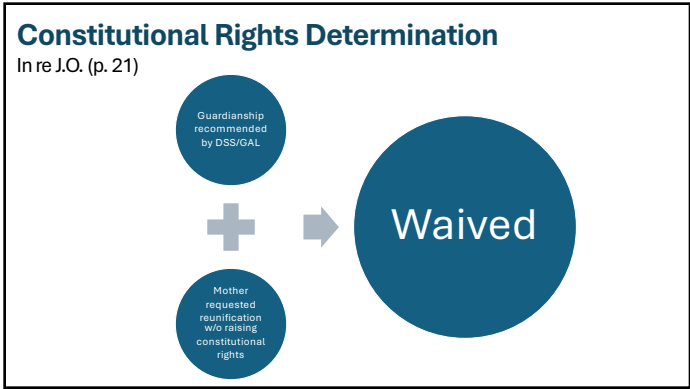 Constitutional Rights Determination
In re J.O. (p. 21)
Guardianship
recommended
by DSS/GAL
Mother
requested
reunification
w/o raising
constitutional
rights
Waived